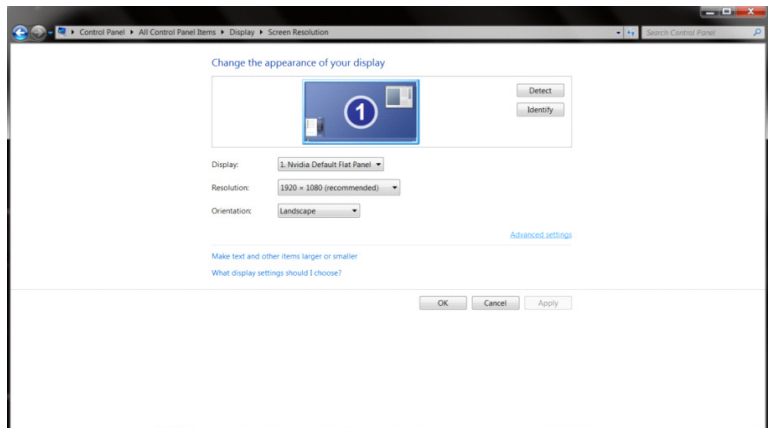 Control Panel ▸ All Control Panel Items ▸ Display ▸ Screen Resolution
Search Control Panel
Change the appearance of your display
1
Detect
Identify
Display: 1. Nvidia Default Flat Panel
Resolution: 1920 × 1080 (recommended)
Orientation: Landscape
Advanced settings
Make text and other items larger or smaller
What display settings should I choose?
OK Cancel Apply